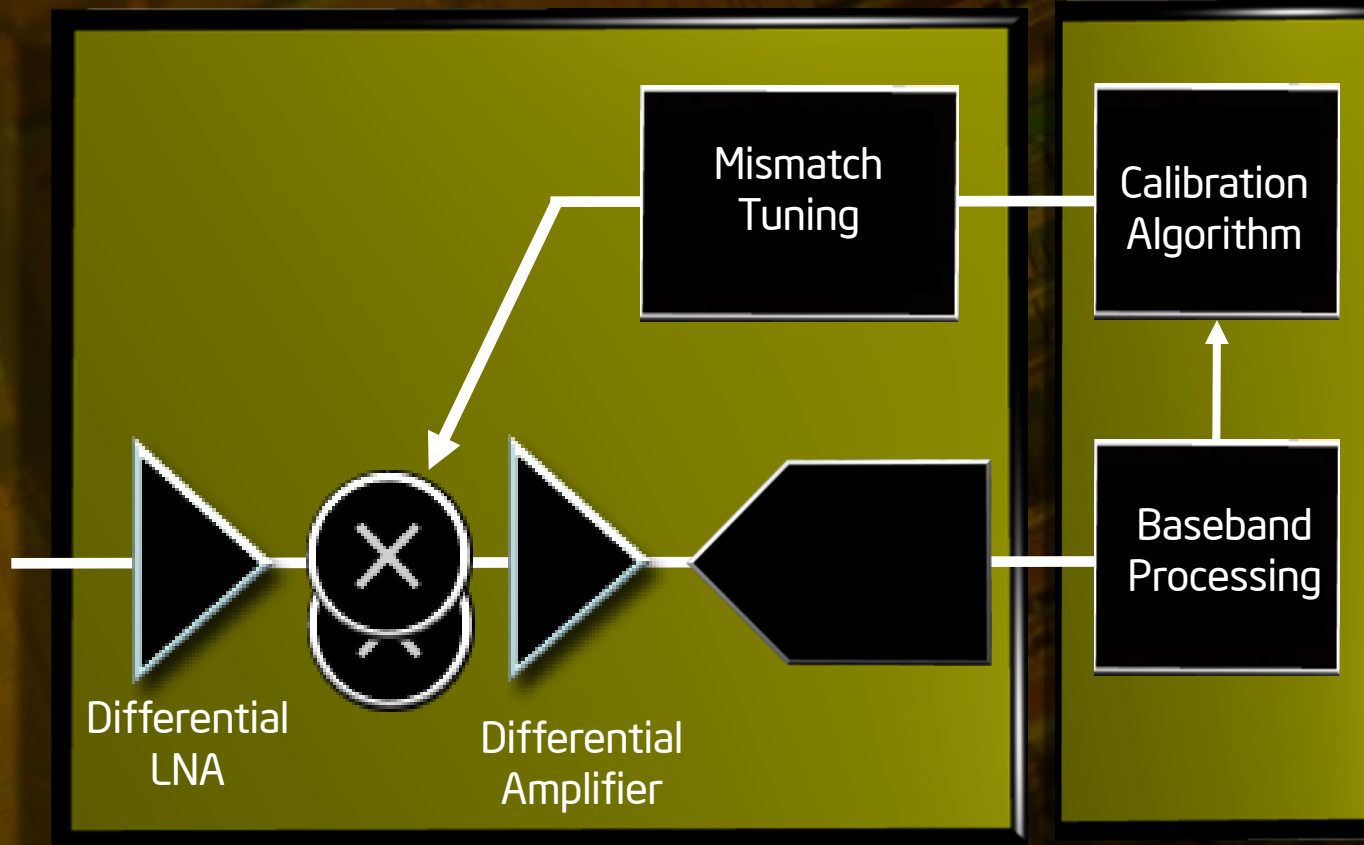 Mismatch
Tuning
Calibration
Algorithm
Baseband
Processing
Differential
LNA
Differential
Amplifier